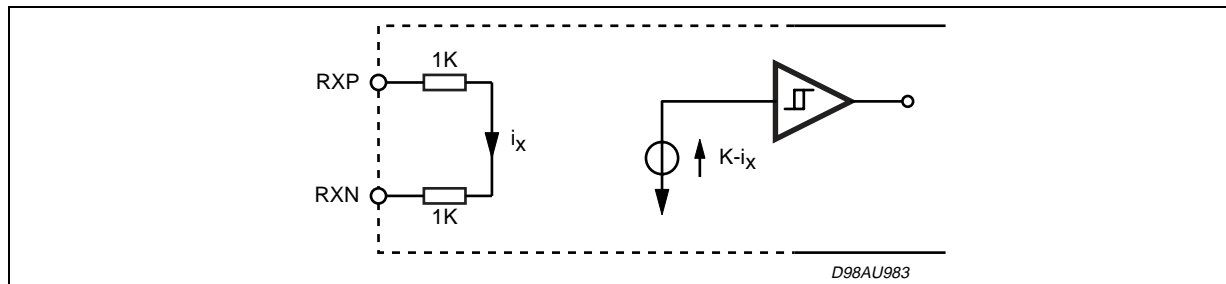 1K
RXP
iX
K-iX
RXN
1K
D98AU983